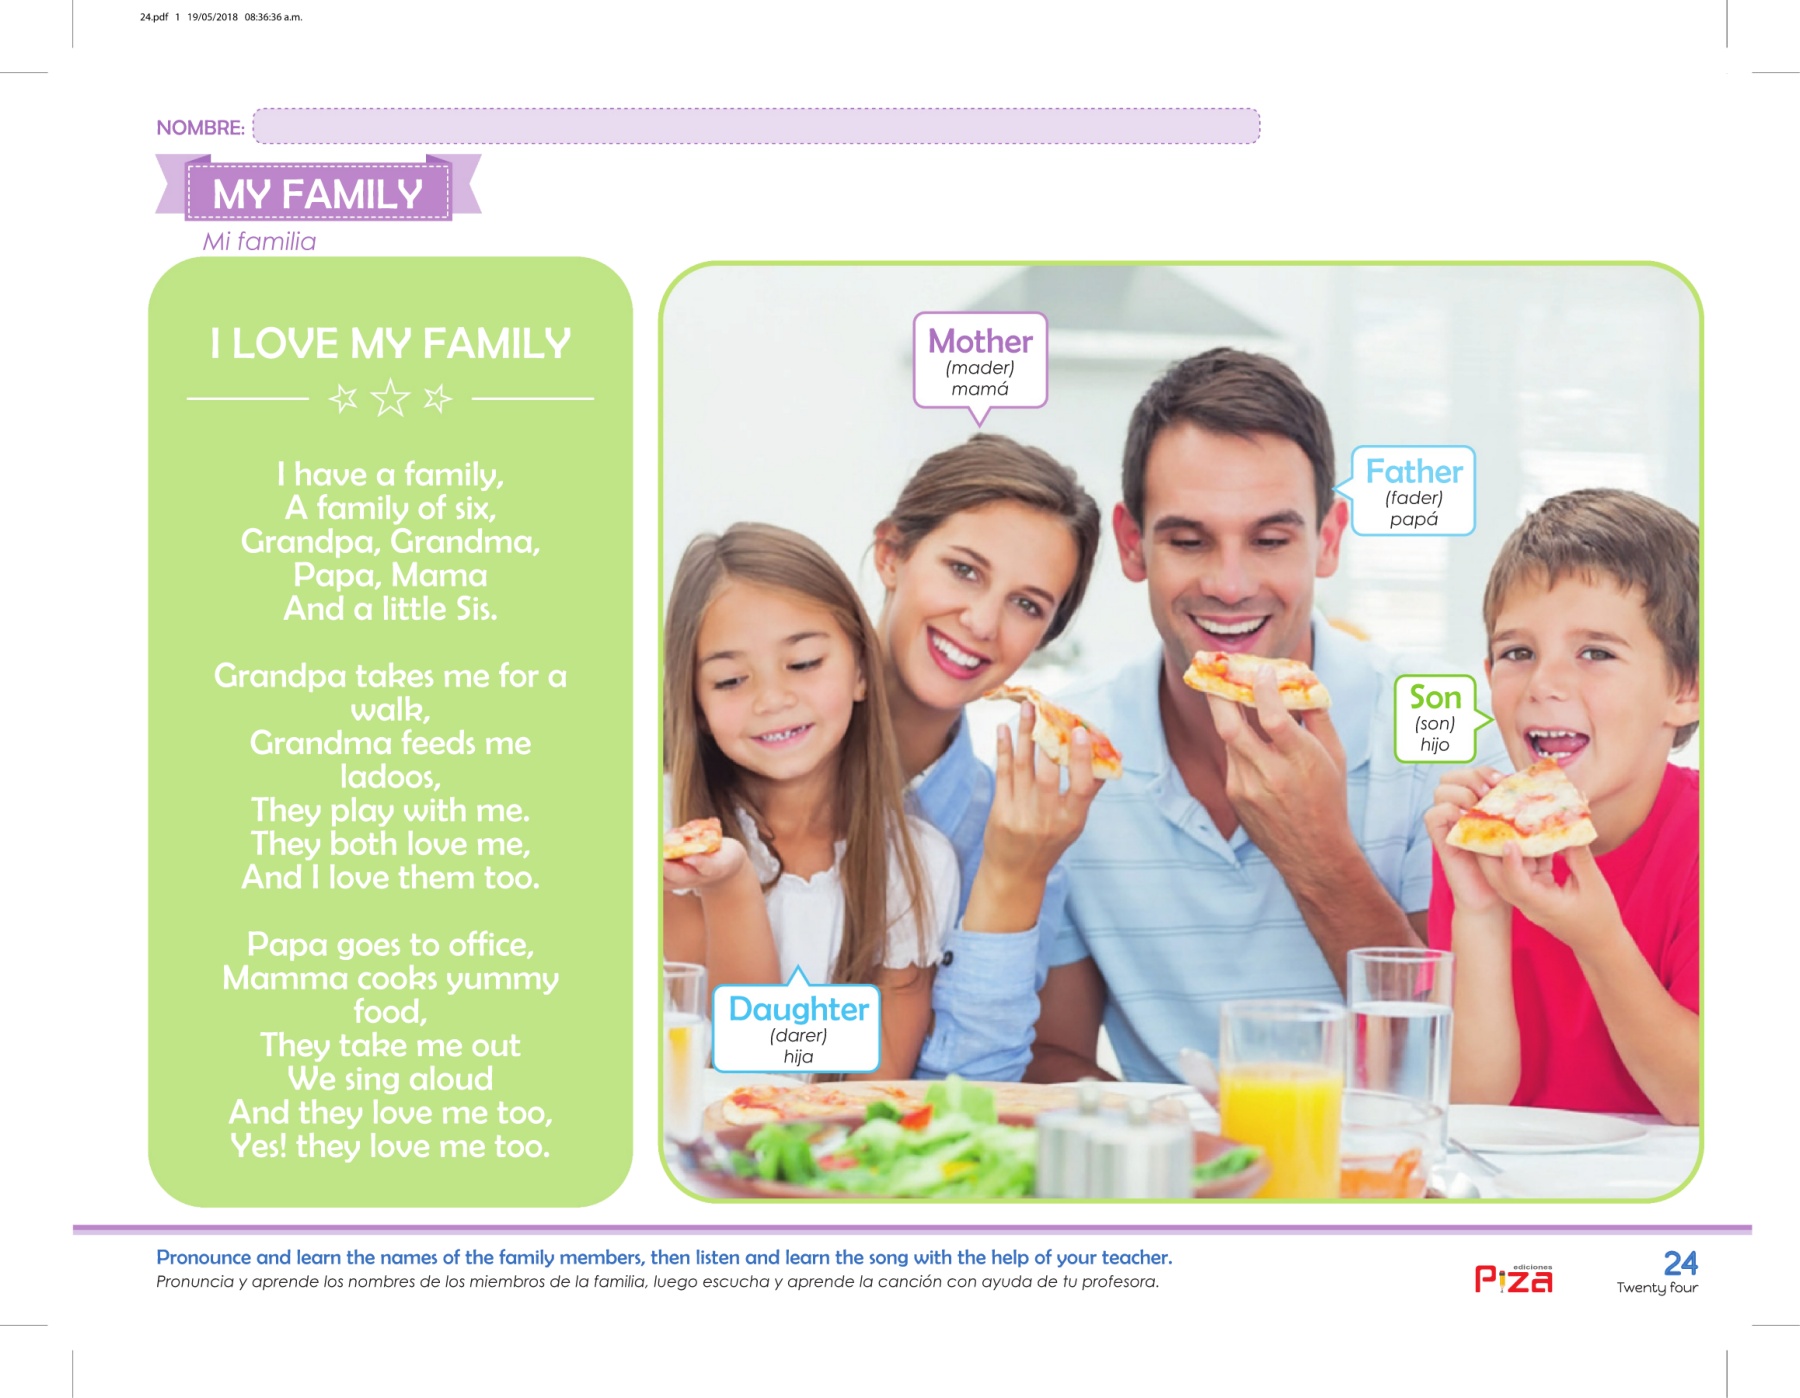 24.pdf 1 19/05/2018 08:36:36 a.m.
NOMBRE:
MY FAMILY
Mi familia
I LOVE MY FAMILY
I have a family,
A family of six,
Grandpa, Grandma,
Papa, Mama
And a little Sis.
Grandpa takes me for a
walk,
Grandma feeds me
ladoos,
They play with me.
They both love me,
And I love them too.
Papa goes to office,
Mamma cooks yummy
food,
They take me out
We sing aloud
And they love me too,
Yes! they love me too.
Mother
(mader)
mamá
Father
(fader)
papá
Son
(son)
hijo
Daughter
(darer)
hija
Pronounce and learn the names of the family members, then listen and learn the song with the help of your teacher.
Pronuncia y aprende los nombres de los miembros de la familia, luego escucha y aprende la canción con ayuda de tu profesora.
ediciones
Piza
24
Twenty four